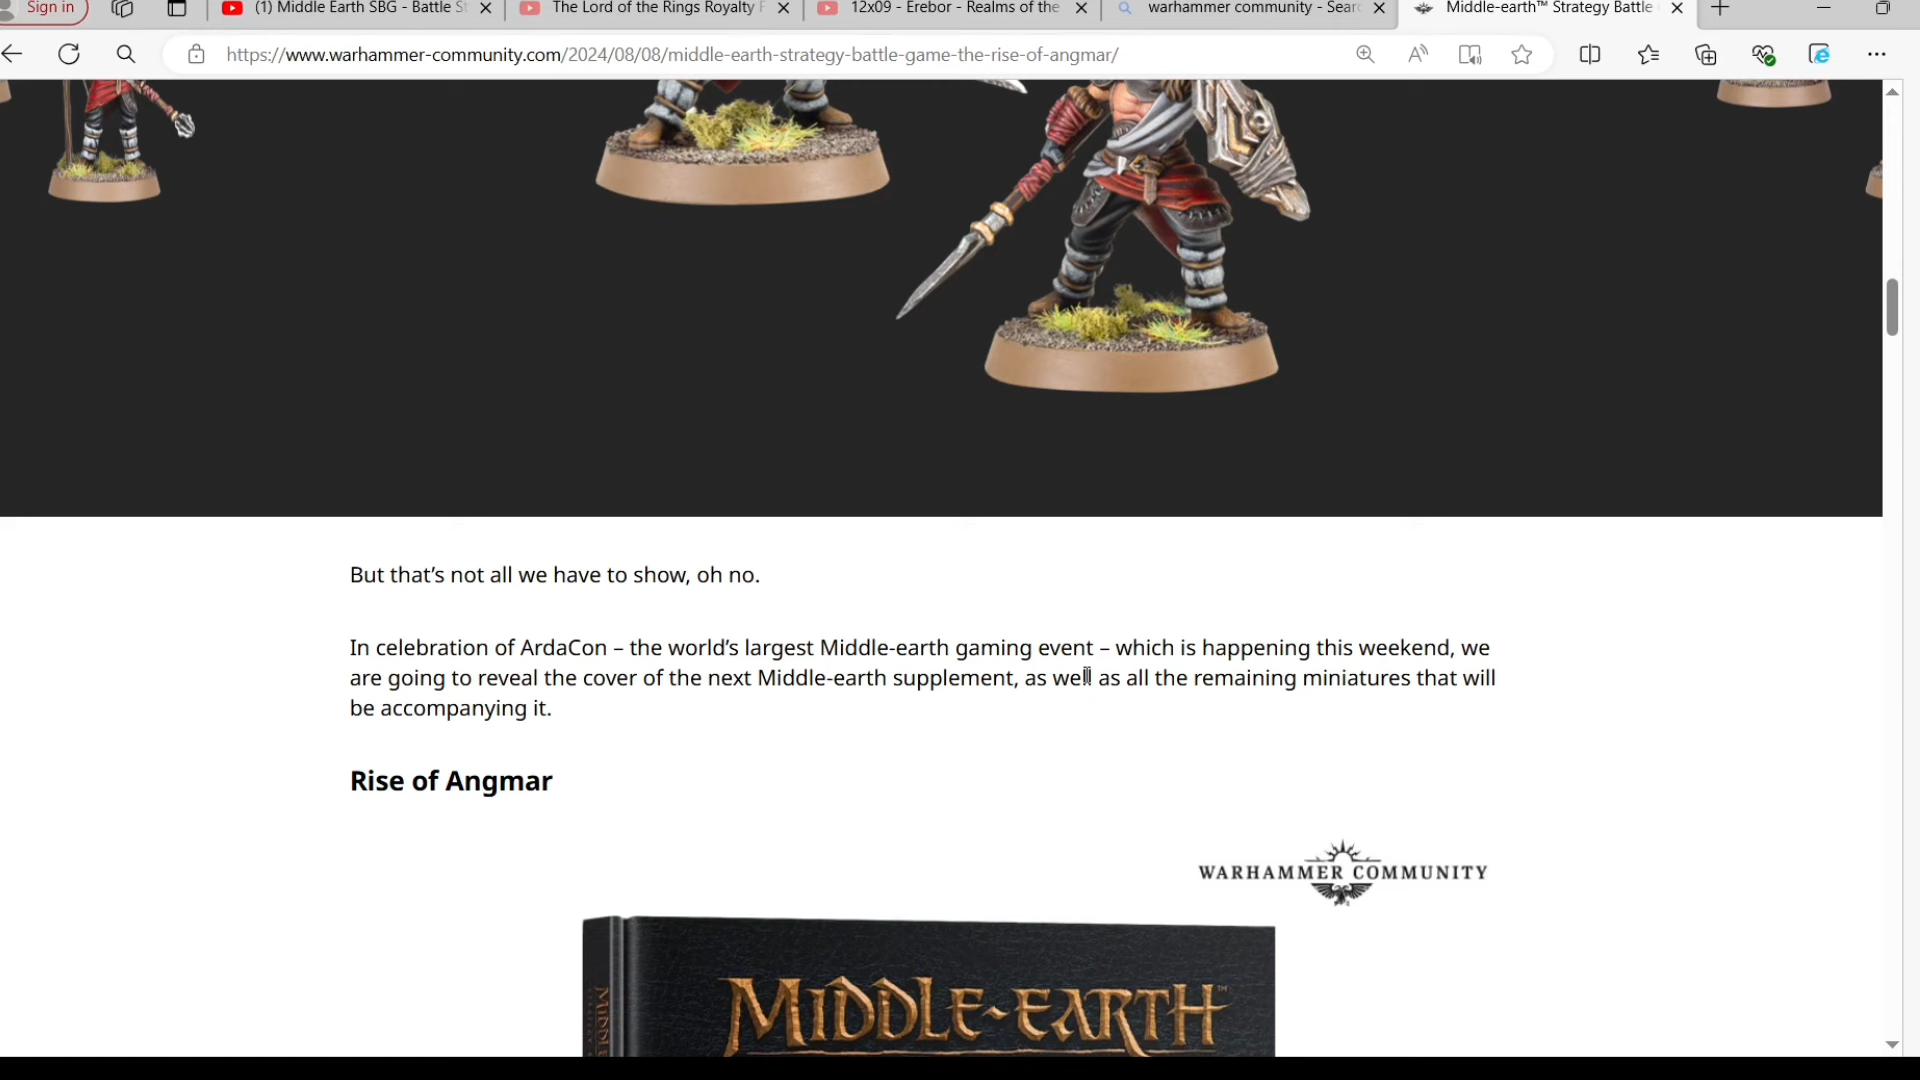 Sign in
(1) Middle Earth SBG - Battle St
The Lord of the Rings Royalty F
12x09 - Erebor - Realms of the
warhammer community - Searc
Middle-earth™ Strategy Battle
https://www.warhammer-community.com/2024/08/08/middle-earth-strategy-battle-game-the-rise-of-angmar/
But that’s not all we have to show, oh no.
In celebration of ArdaCon – the world’s largest Middle-earth gaming event – which is happening this weekend, we
are going to reveal the cover of the next Middle-earth supplement, as well as all the remaining miniatures that will
be accompanying it.
Rise of Angmar
WARHAMMER COMMUNITY
MIDDLE-EARTH™